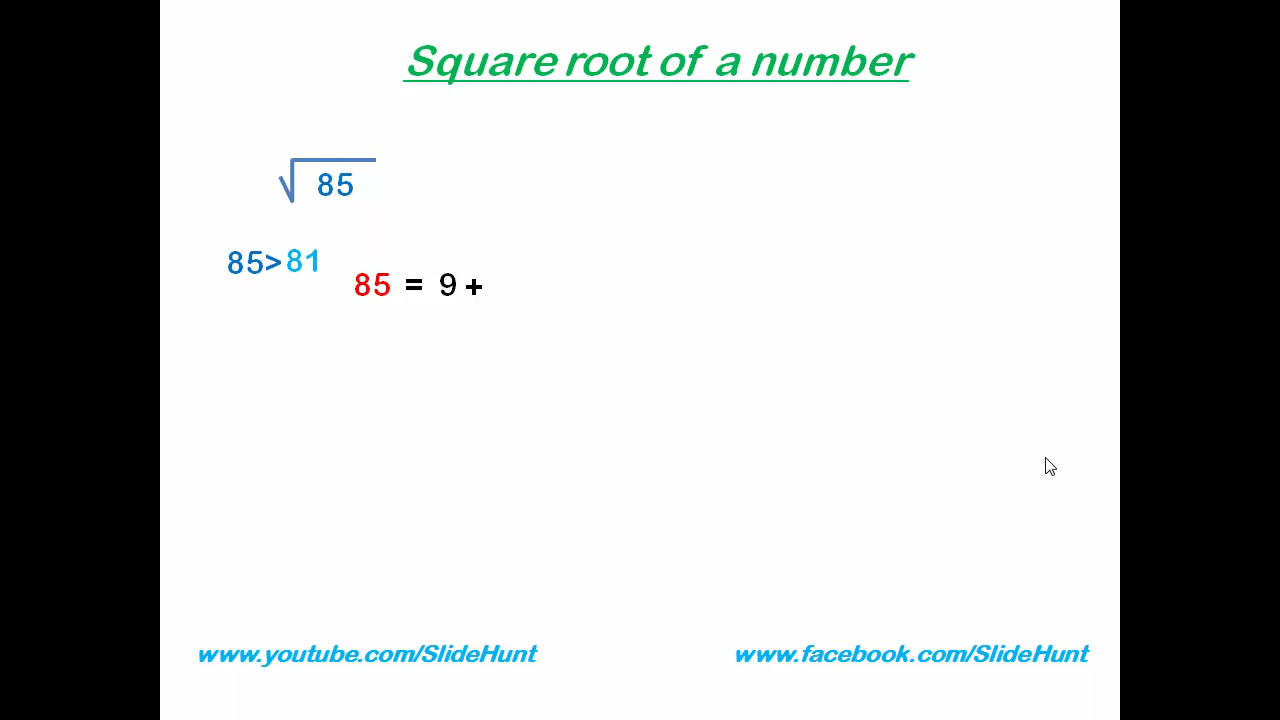 Square root of a number
√85
85>81
85 = 9 +
www.youtube.com/SlideHunt
www.facebook.com/SlideHunt